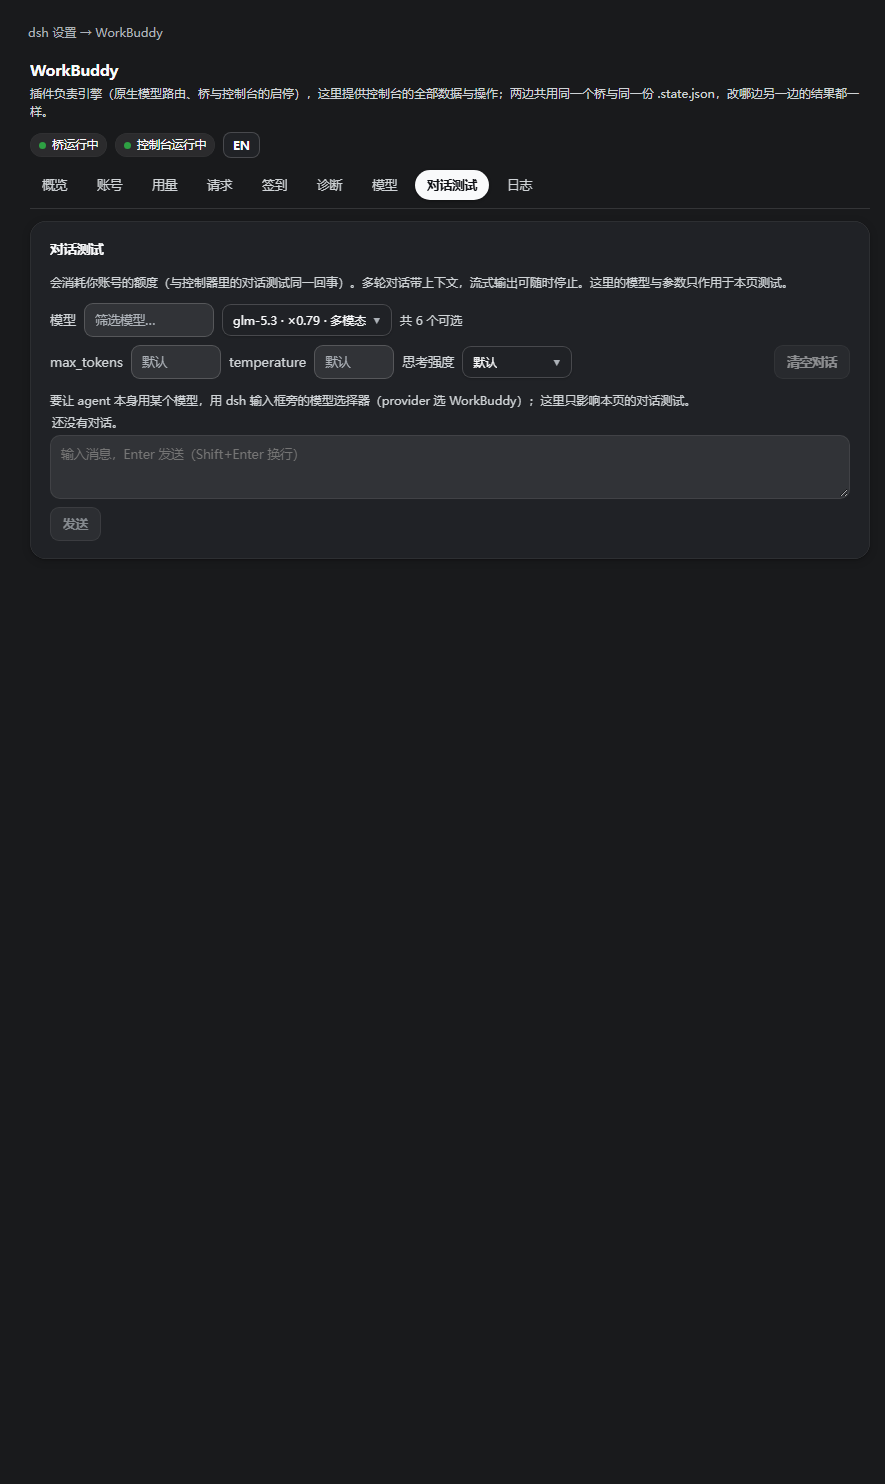 dsh 设置 → WorkBuddy
WorkBuddy
插件负责引擎（原生模型路由、桥与控制台的启停），这里提供控制台的全部数据与操作；两边共用同一个桥与同一份 .state.json，改哪边另一边的结果都一
样。
桥运行中 控制台运行中 EN
概览 账号 用量 请求 签到 诊断 模型 对话测试 日志
对话测试
会消耗你账号的额度（与控制器里的对话测试同一回事）。多轮对话带上下文，流式输出可随时停止。这里的模型与参数只作用于本页测试。
模型 筛选模型... glm-5.3 · ×0.79 · 多模态 ▾ 共 6 个可选
max_tokens 默认 temperature 默认 思考强度 默认 ▾ 清空对话
要让 agent 本身用某个模型，用 dsh 输入框旁的模型选择器（provider 选 WorkBuddy）；这里只影响本页的对话测试。
还没有对话。
输入消息，Enter 发送（Shift+Enter 换行）
发送